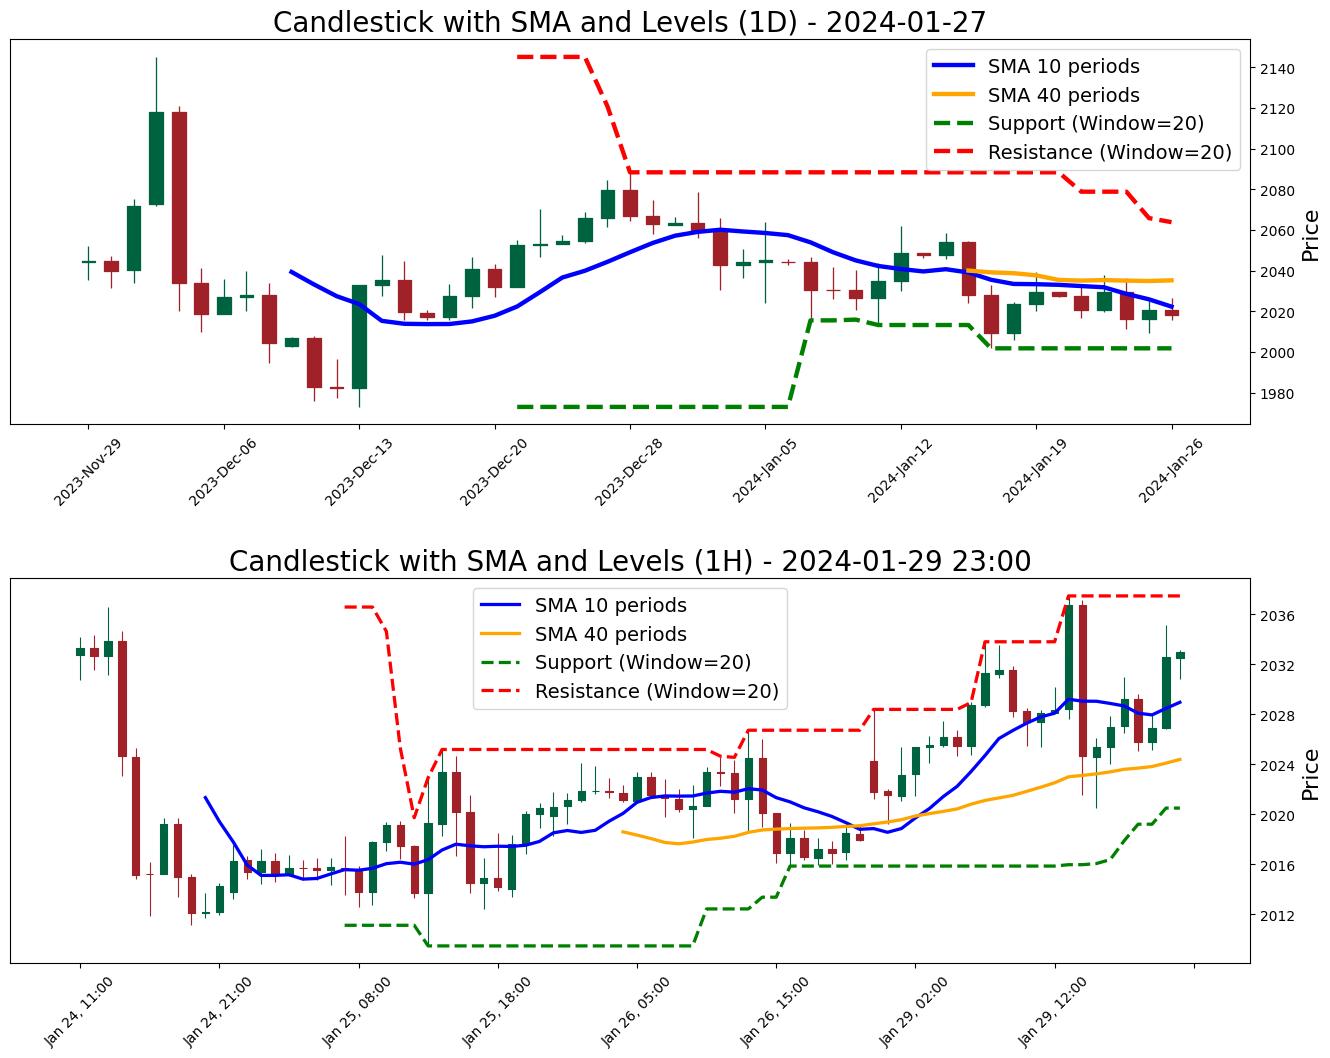 Candlestick with SMA and Levels (1D) - 2024-01-27
SMA 10 periods
SMA 40 periods
Support (Window=20)
Resistance (Window=20)
2140
2120
2100
2080
2060
2040
2020
2000
1980
Price
2023-Nov-29
2023-Dec-06
2023-Dec-13
2023-Dec-20
2023-Dec-28
2024-Jan-05
2024-Jan-12
2024-Jan-19
2024-Jan-26
Candlestick with SMA and Levels (1H) - 2024-01-29 23:00
SMA 10 periods
SMA 40 periods
Support (Window=20)
Resistance (Window=20)
2036
2032
2028
2024
2020
2016
2012
Price
Jan 24, 11:00
Jan 24, 21:00
Jan 25, 08:00
Jan 25, 18:00
Jan 26, 05:00
Jan 26, 15:00
Jan 29, 02:00
Jan 29, 12:00